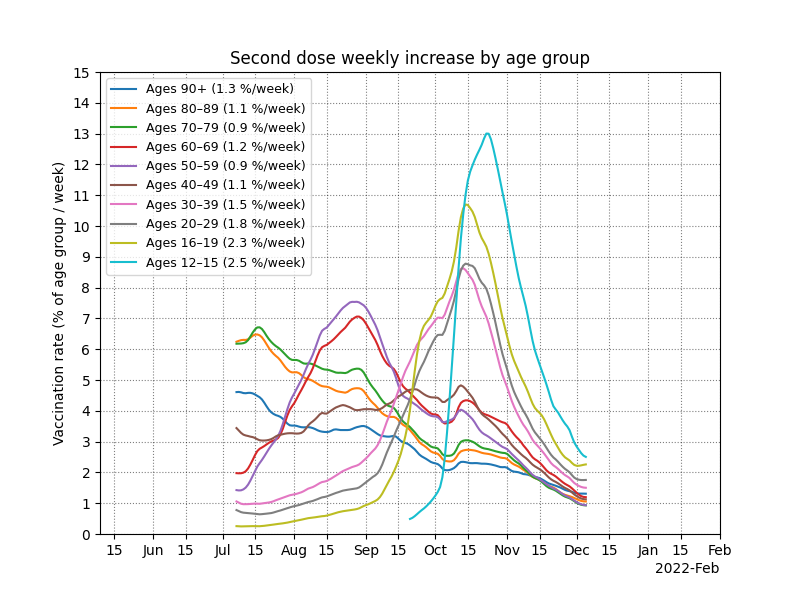 Second dose weekly increase by age group
Vaccination rate (% of age group / week)
15
14
13
12
11
10
9
8
7
6
5
4
3
2
1
0
Ages 90+ (1.3 %/week)
Ages 80–89 (1.1 %/week)
Ages 70–79 (0.9 %/week)
Ages 60–69 (1.2 %/week)
Ages 50–59 (0.9 %/week)
Ages 40–49 (1.1 %/week)
Ages 30–39 (1.5 %/week)
Ages 20–29 (1.8 %/week)
Ages 16–19 (2.3 %/week)
Ages 12–15 (2.5 %/week)
15 Jun 15 Jul 15 Aug 15 Sep 15 Oct 15 Nov 15 Dec 15 Jan 15 Feb
2022-Feb